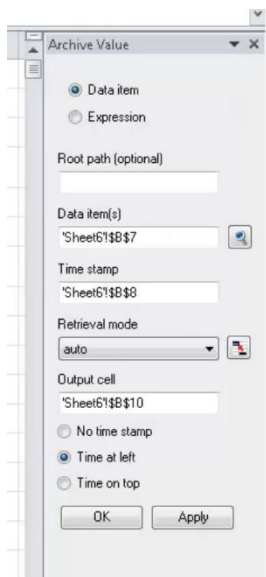 Archive Value
Data item
Expression
Root path (optional)
Data item(s)
'Sheet6'!$B$7
Time stamp
'Sheet6'!$B$8
Retrieval mode
auto
Output cell
'Sheet6'!$B$10
No time stamp
Time at left
Time on top
OK Apply